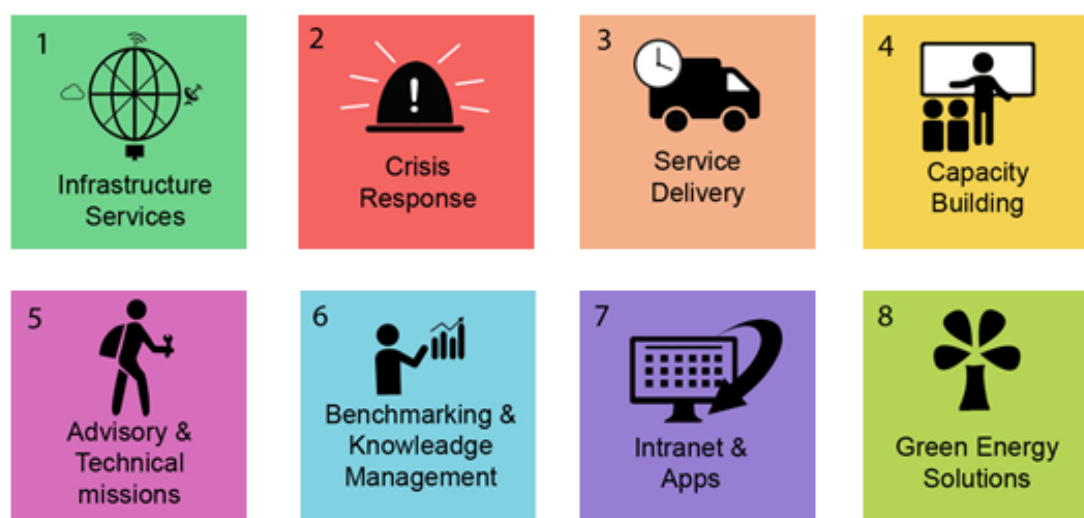 1
Infrastructure
Services
2
!
Crisis
Response
3
Service
Delivery
4
Capacity
Building
5
Advisory &
Technical
missions
6
Benchmarking &
Knowleadge
Management
7
Intranet &
Apps
8
Green Energy
Solutions